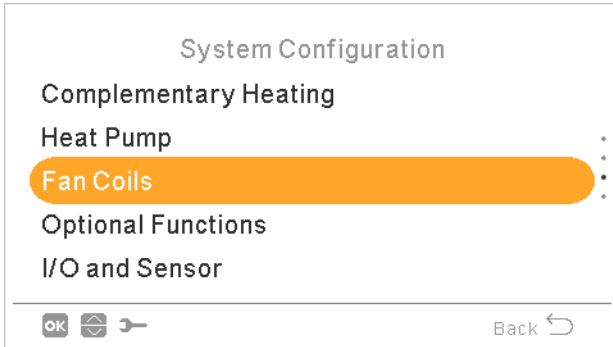 System Configuration
Complementary Heating
Heat Pump
Fan Coils
Optional Functions
I/O and Sensor
OK Back